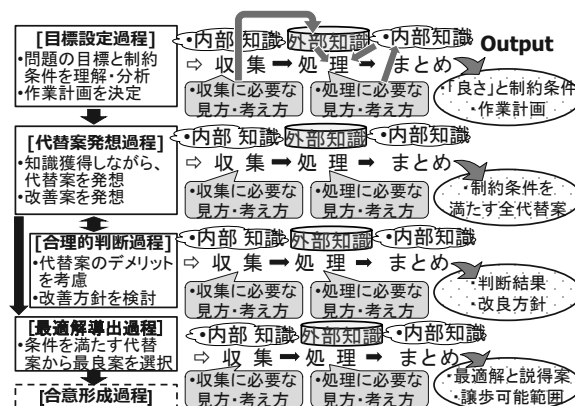 [目標設定過程]
・問題の目標と制約
条件を理解・分析
・作業計画を決定
・内部 知識
外部知識
・内部知識
Output
⇨ 収 集 ➡ 処 理 ➡ まとめ
・収集に必要な
見方・考え方
・処理に必要な
見方・考え方
・「良さ」と制約条件
・作業計画
[代替案発想過程]
・知識獲得しながら、
代替案を発想
・改善案を発想
・内部 知識
外部知識
・内部知識
⇨ 収 集 ➡ 処 理 ➡ まとめ
・収集に必要な
見方・考え方
・処理に必要な
見方・考え方
・制約条件を
満たす全代替案
[合理的判断過程]
・代替案のデメリット
を考慮
・改善方針を検討
・内部 知識
外部知識
・内部知識
⇨ 収 集 ➡ 処 理 ➡ まとめ
・収集に必要な
見方・考え方
・処理に必要な
見方・考え方
・判断結果
・改良方針
[最適解導出過程]
・条件を満たす代替
案から最良案を選択
・内部 知識
外部知識
・内部知識
⇨ 収 集 ➡ 処 理 ➡ まとめ
・収集に必要な
見方・考え方
・処理に必要な
見方・考え方
・最適解と説得案
・譲歩可能範囲
[合意形成過程]